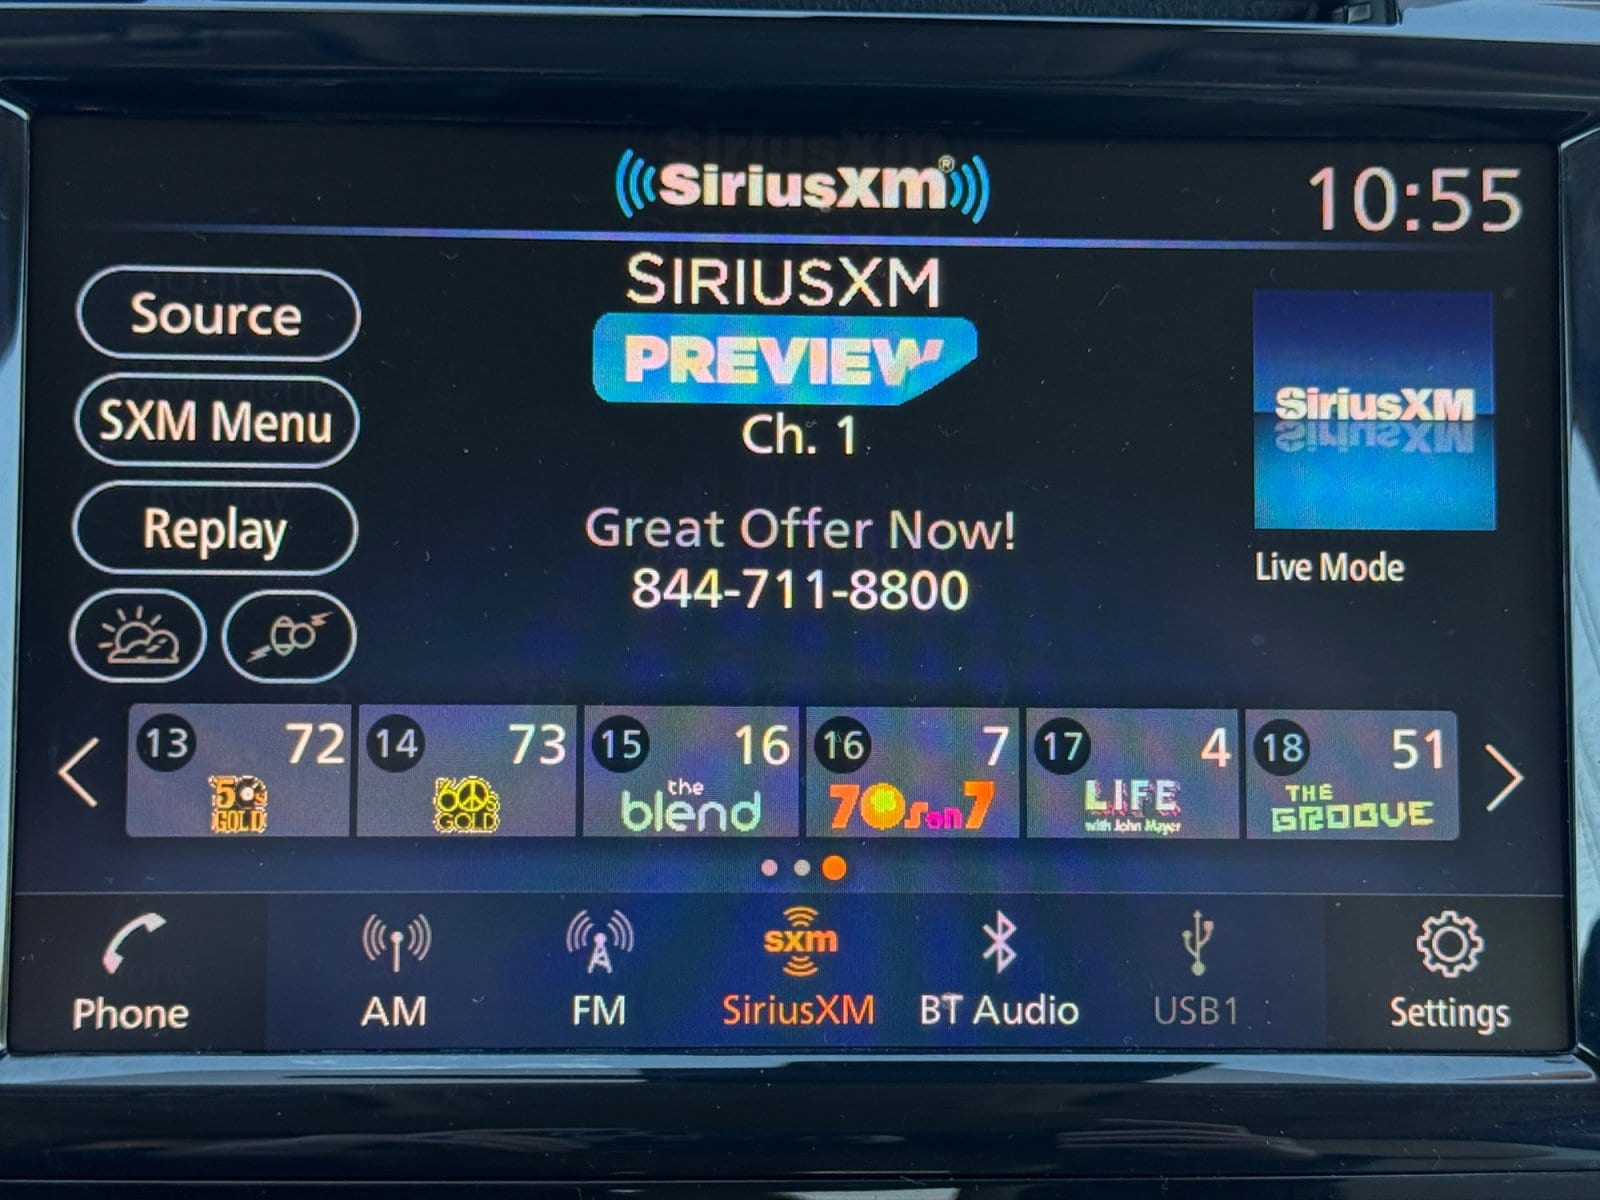 SiriusXM®
10:55
Source
SXM Menu
Replay
SIRIUSXM
PREVIEW
Ch. 1
Great Offer Now!
844-711-8800
SiriusXM
Live Mode
13 72
50s
GOLD
14 73
60s
GOLD
15 16
the
blend
16 7
70s on 7
17 4
LIFE
with John Mayer
18 51
THE
GROOVE
Phone
AM
FM
sxm
SiriusXM
BT Audio
USB1
Settings